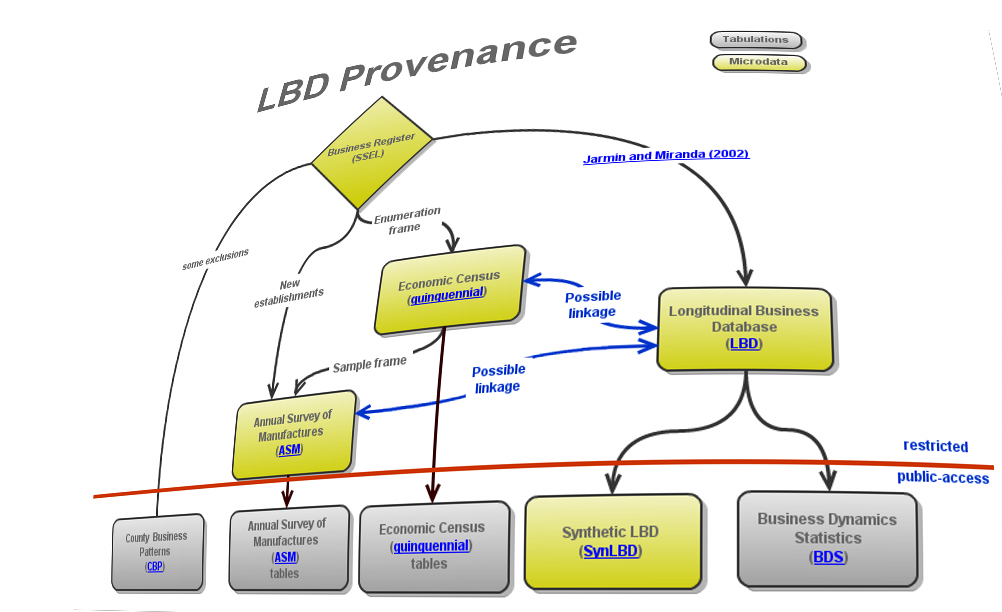 LBD Provenance
Tabulations
Microdata
Business Register
(SSEL)
Jarmin and Miranda (2002)
Enumeration
frame
some exclusions
New
establishments
Economic Census
(quinquennial)
Possible
linkage
Longitudinal Business
Database
(LBD)
Sample frame
Possible
linkage
Annual Survey of
Manufactures
(ASM)
restricted
public-access
County Business
Patterns
(CBP)
Annual Survey of
Manufactures
(ASM)
tables
Economic Census
(quinquennial)
tables
Synthetic LBD
(SynLBD)
Business Dynamics
Statistics
(BDS)